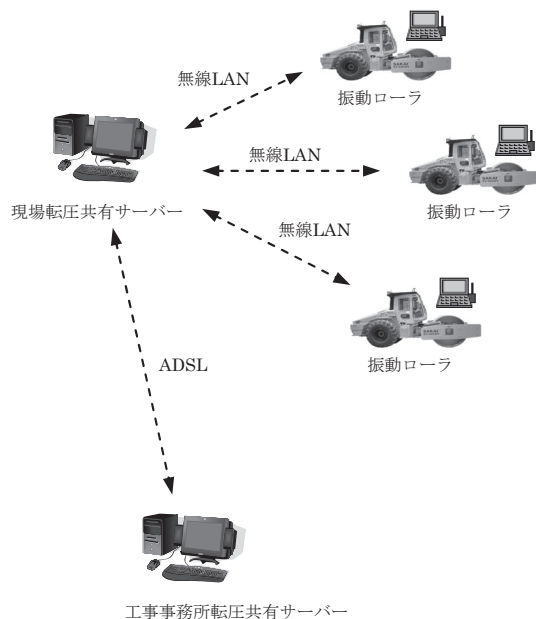 無線LAN
振動ローラ
無線LAN
現場転圧共有サーバー
振動ローラ
無線LAN
SAKAI
振動ローラ
ADSL
工事事務所転圧共有サーバー